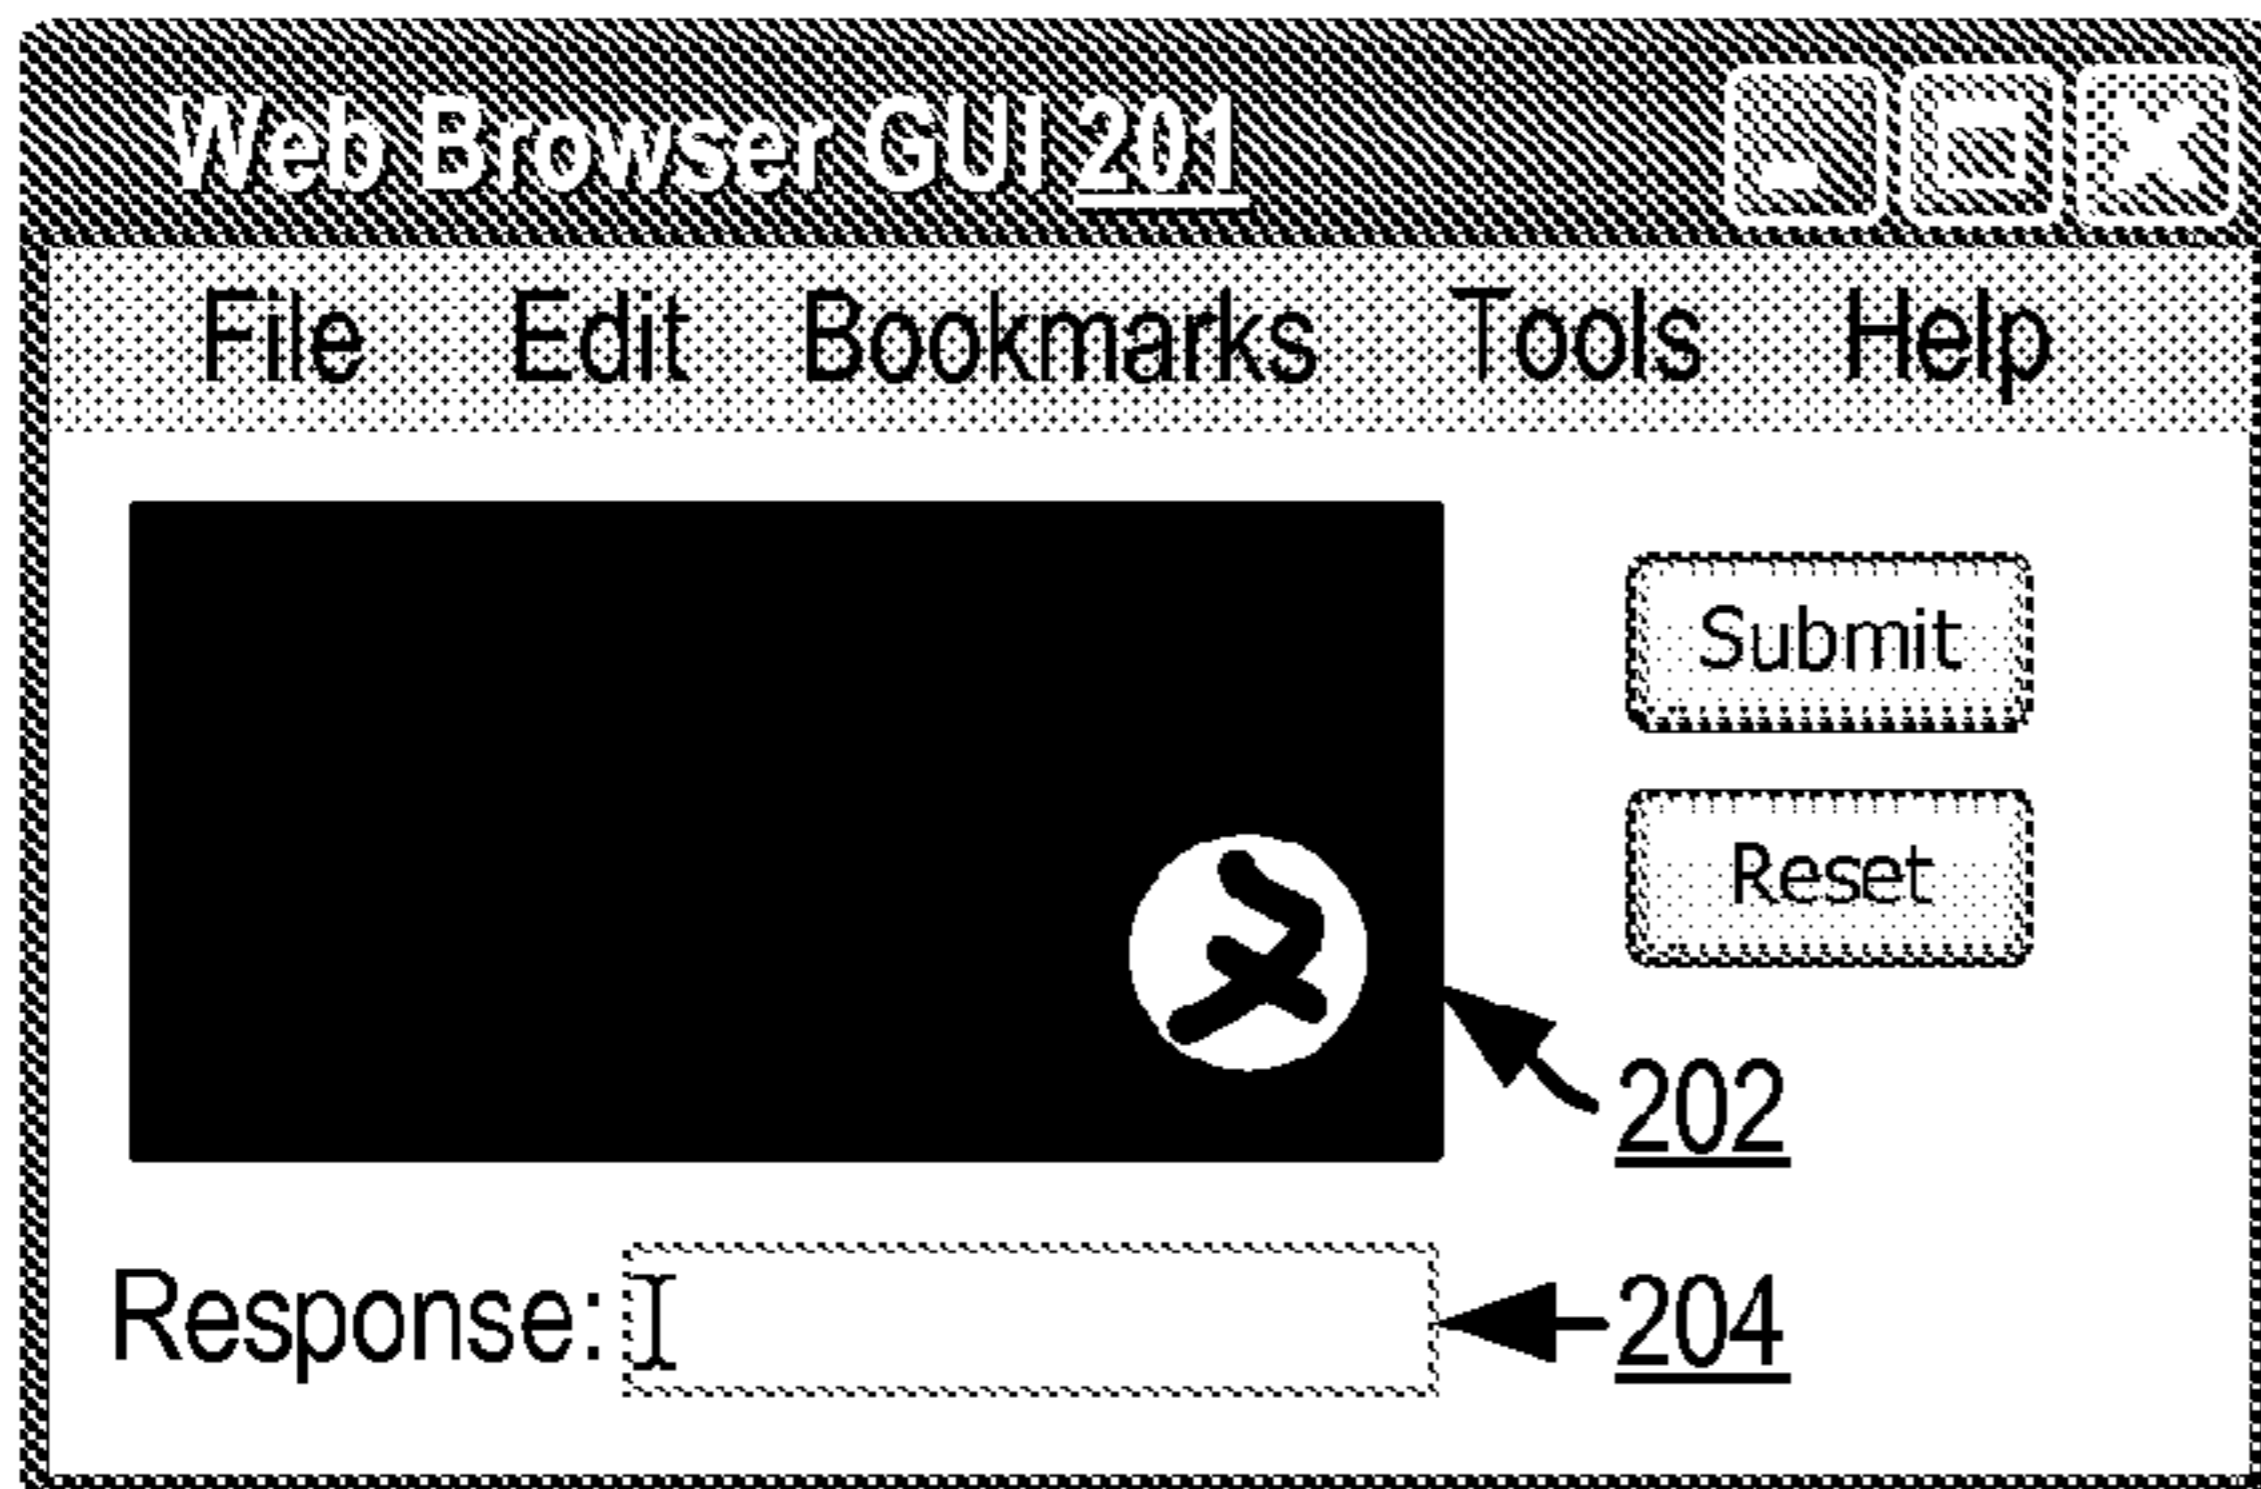 Web Browser GUI 201
File Edit Bookmarks Tools Help
Submit
Reset
202
Response:
204